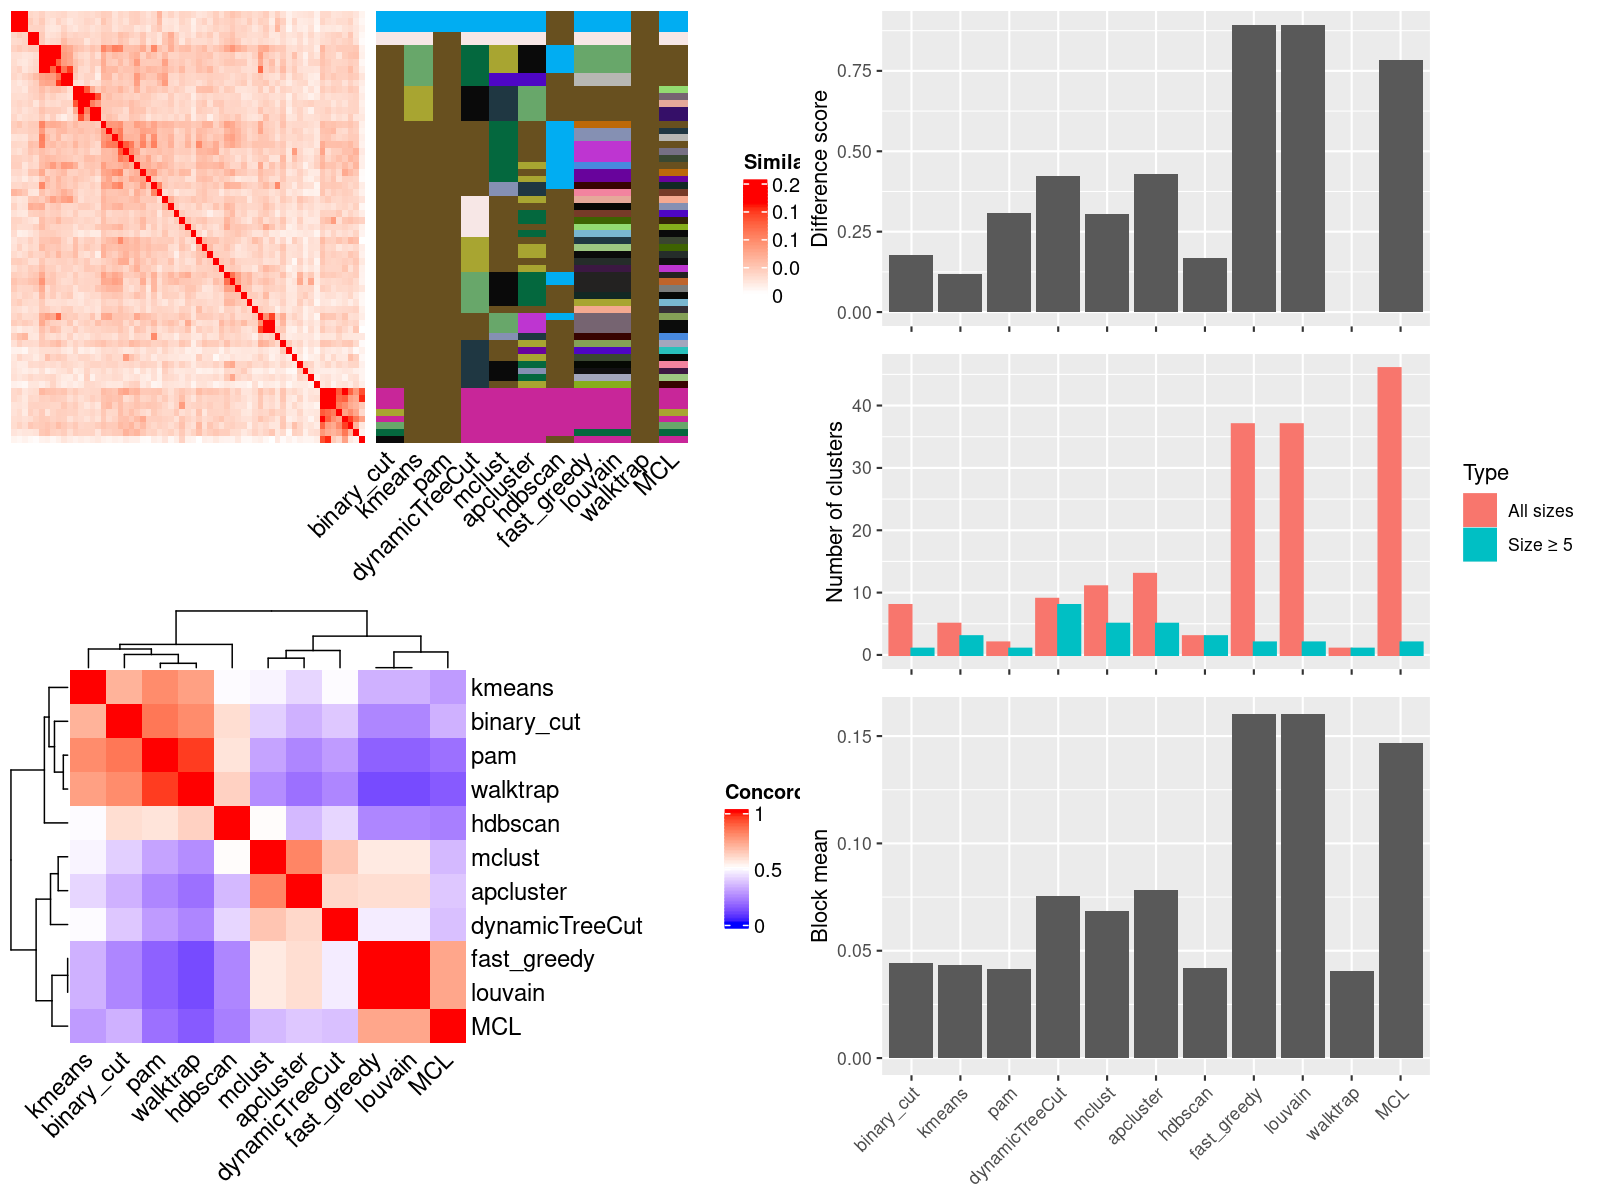 Simila
0.2
0.1
0.1
0.0
0
binary_cut
kmeans
pam
dynamicTreeCut
mclust
apcluster
hdbscan
fast_greedy
louvain
walktrap
MCL
kmeans
binary_cut
pam
walktrap
hdbscan
mclust
apcluster
dynamicTreeCut
fast_greedy
louvain
MCL
kmeans
binary_cut
pam
walktrap
hdbscan
mclust
apcluster
dynamicTreeCut
fast_greedy
louvain
MCL
Concord
1
0.5
0
Difference score
0.75
0.50
0.25
0.00
Number of clusters
40
30
20
10
0
Type
All sizes
Size ≥ 5
Block mean
0.15
0.10
0.05
0.00
binary_cut
kmeans
pam
dynamicTreeCut
mclust
apcluster
hdbscan
fast_greedy
louvain
walktrap
MCL